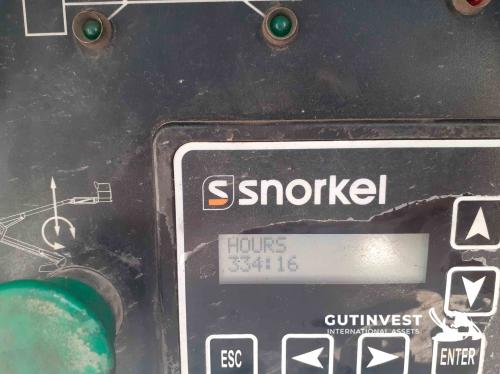 snorkel
HOURS
334:16
GUTINVEST
INTERNATIONAL ASSETS
ESC
ENTER